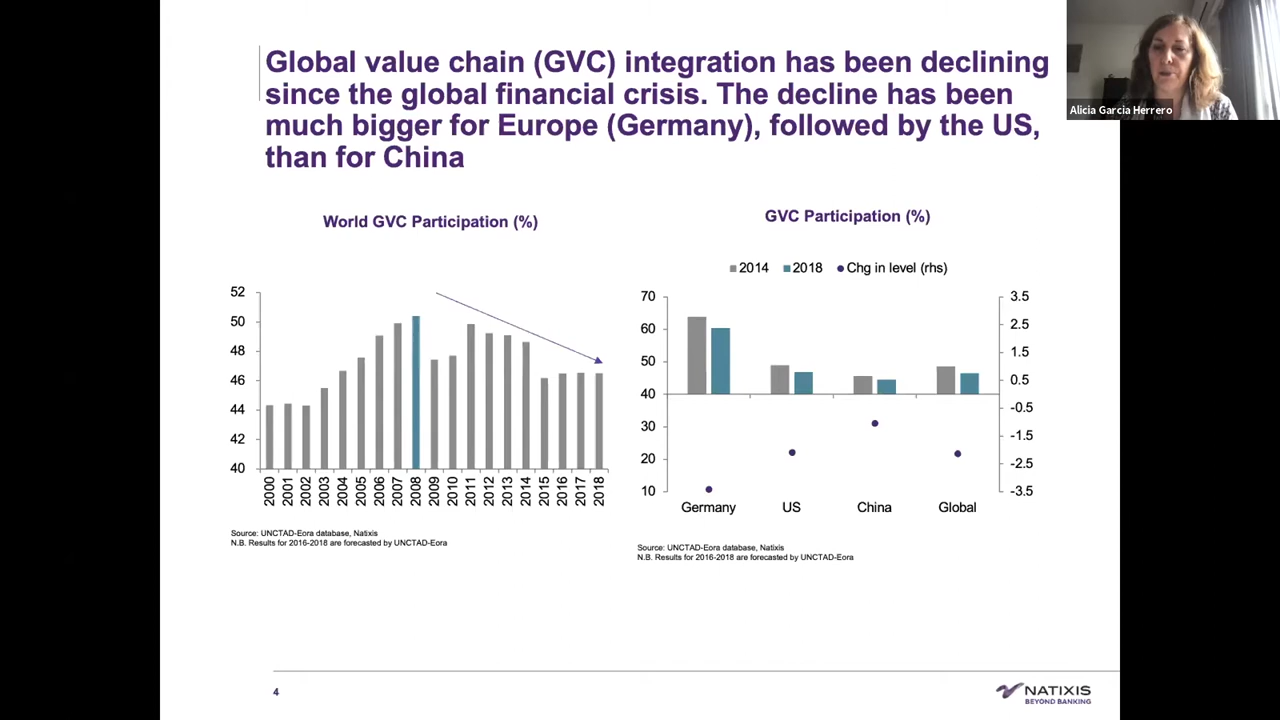 Global value chain (GVC) integration has been declining
since the global financial crisis. The decline has been
much bigger for Europe (Germany), followed by the US,
than for China
Alicia Garcia Herrero
World GVC Participation (%)
52
50
48
46
44
42
40
2000 2001 2002 2003 2004 2005 2006 2007 2008 2009 2010 2011 2012 2013 2014 2015 2016 2017 2018
Source: UNCTAD-Eora database, Natixis
N.B. Results for 2016-2018 are forecasted by UNCTAD-Eora
GVC Participation (%)
2014 2018 Chg in level (rhs)
70 3.5
60 2.5
50 1.5
40 0.5
30 -0.5
20 -1.5
10 -2.5
-3.5
Germany US China Global
Source: UNCTAD-Eora database, Natixis
N.B. Results for 2016-2018 are forecasted by UNCTAD-Eora
4
NATIXIS
BEYOND BANKING